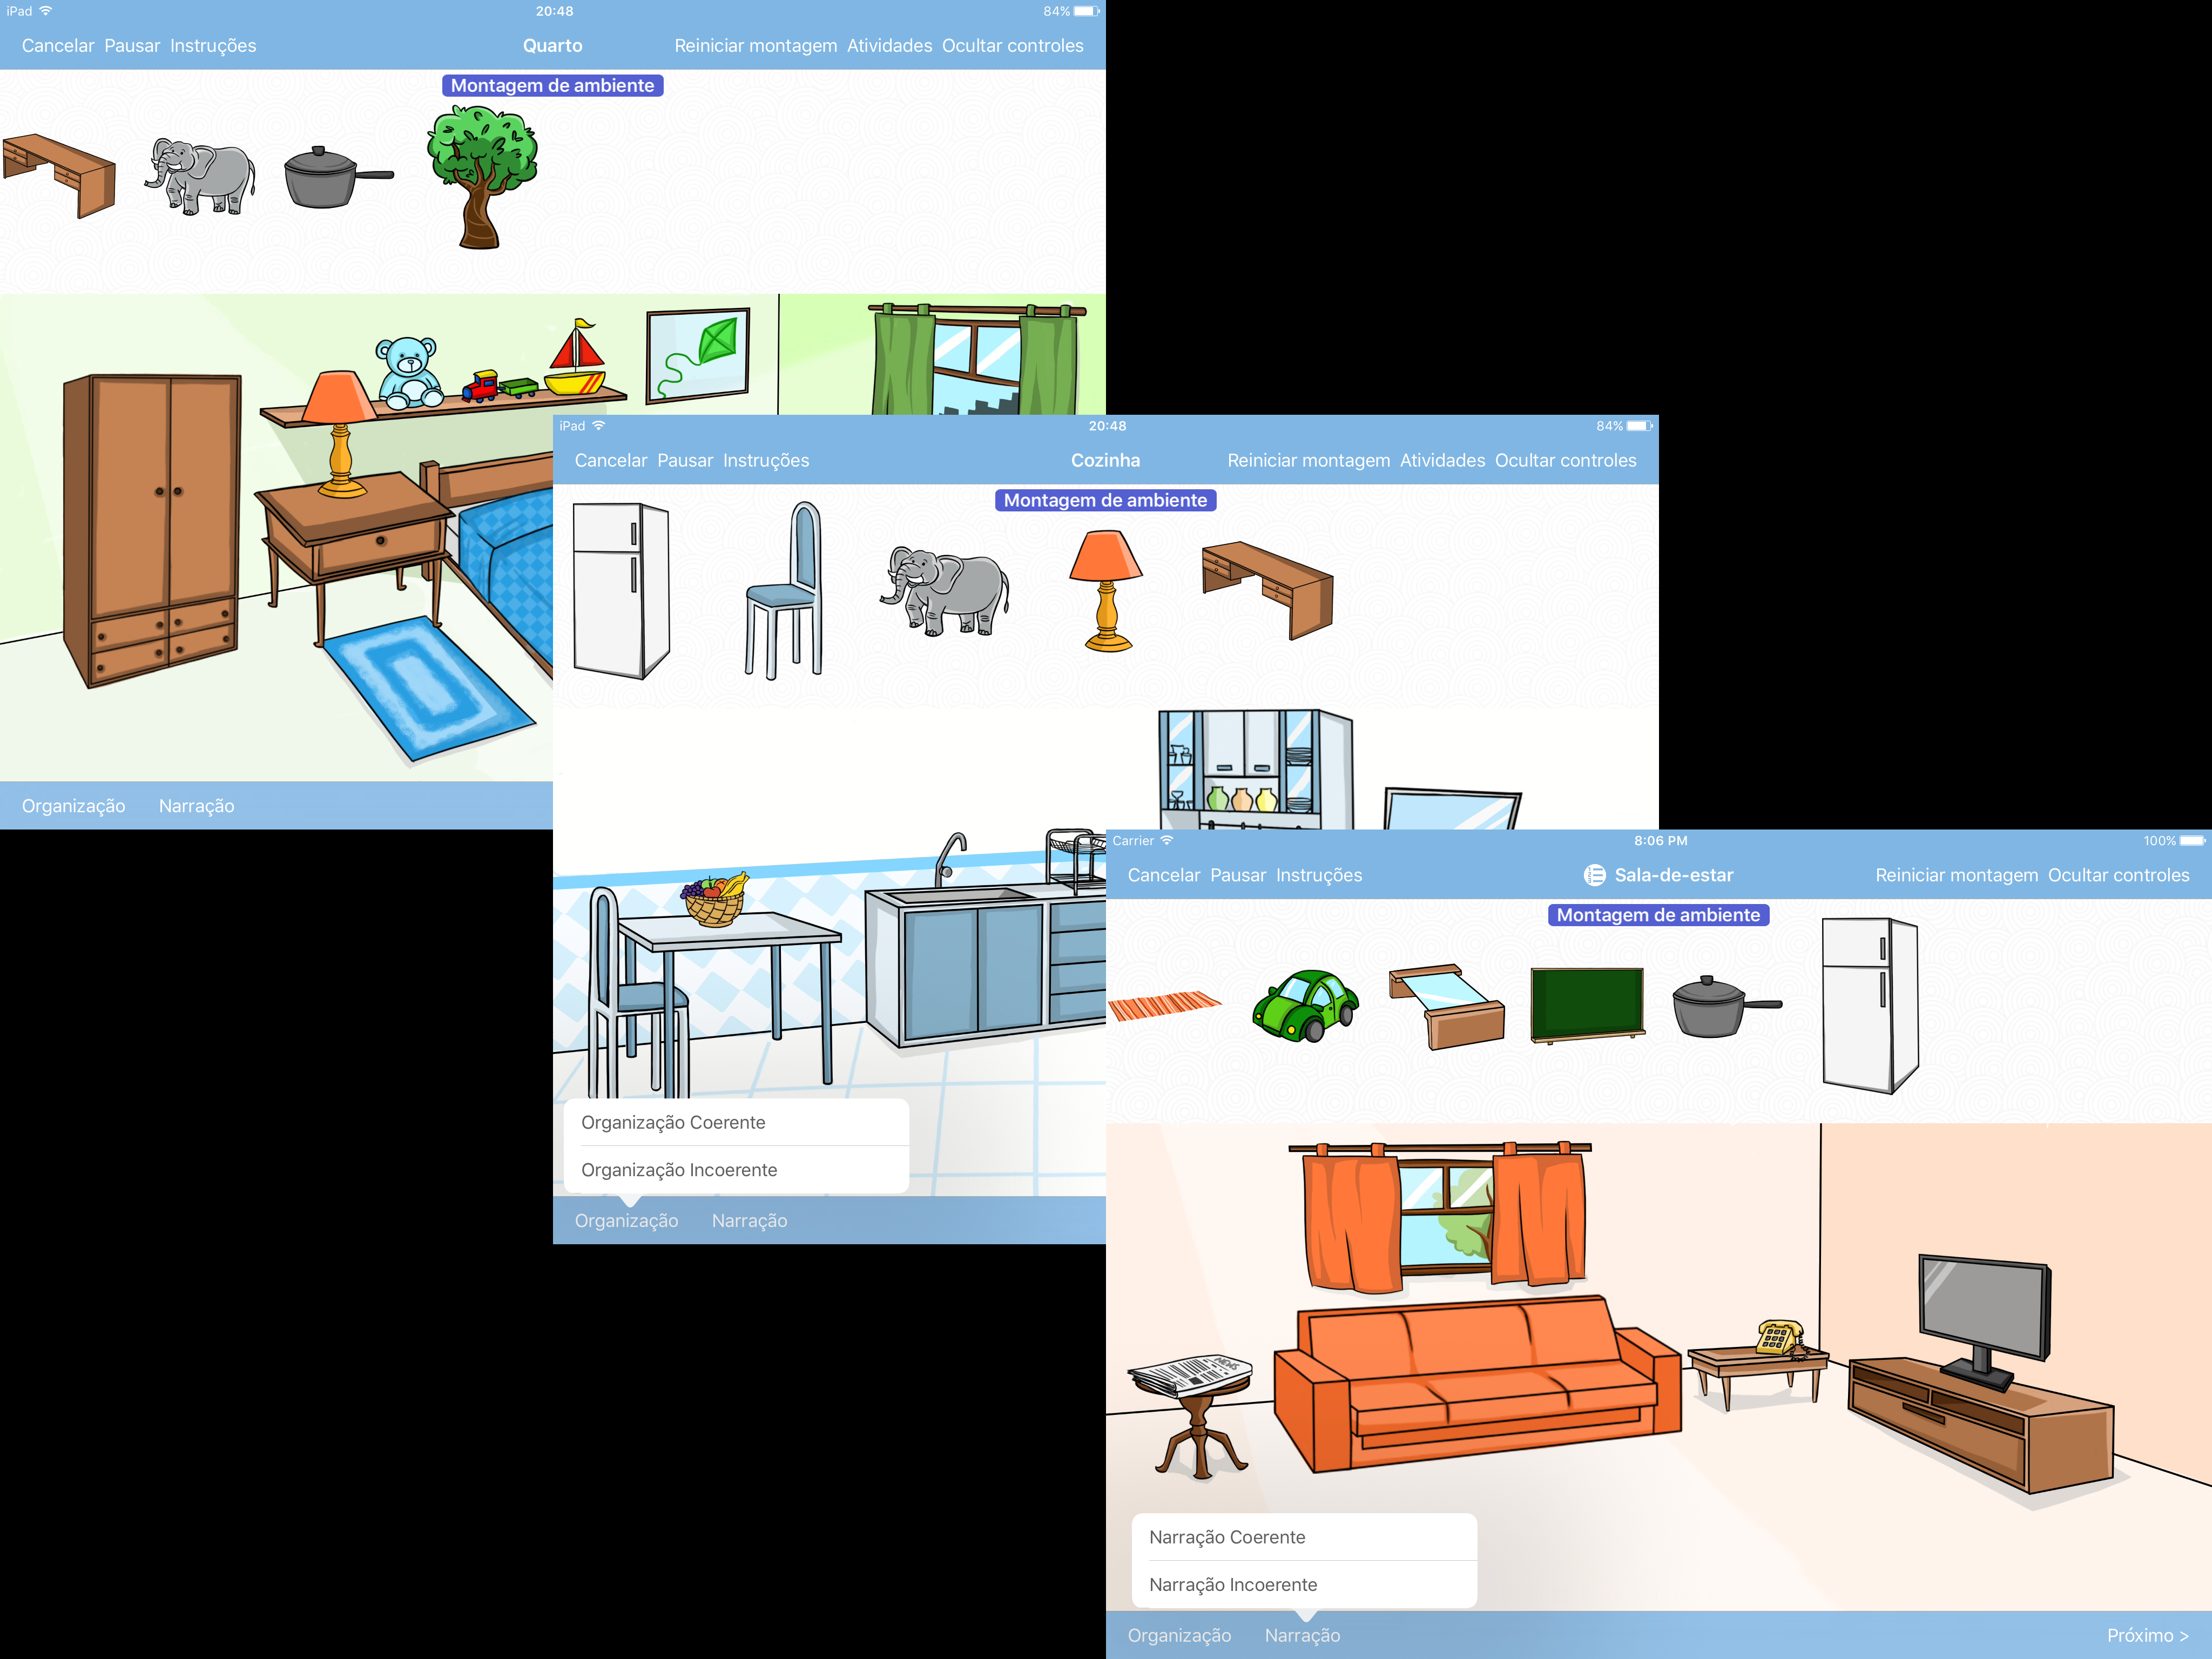 iPad 20:48 84%
Cancelar Pausar Instruções Quarto Reiniciar montagem Atividades Ocultar controles
Montagem de ambiente
Organização Narração
iPad 20:48 84%
Cancelar Pausar Instruções Cozinha Reiniciar montagem Atividades Ocultar controles
Montagem de ambiente
Organização Coerente
Organização Incoerente
Organização Narração
Carrier 8:06 PM 100%
Cancelar Pausar Instruções Sala-de-estar Reiniciar montagem Ocultar controles
Montagem de ambiente
NEWS
Narração Coerente
Narração Incoerente
Organização Narração Próximo >